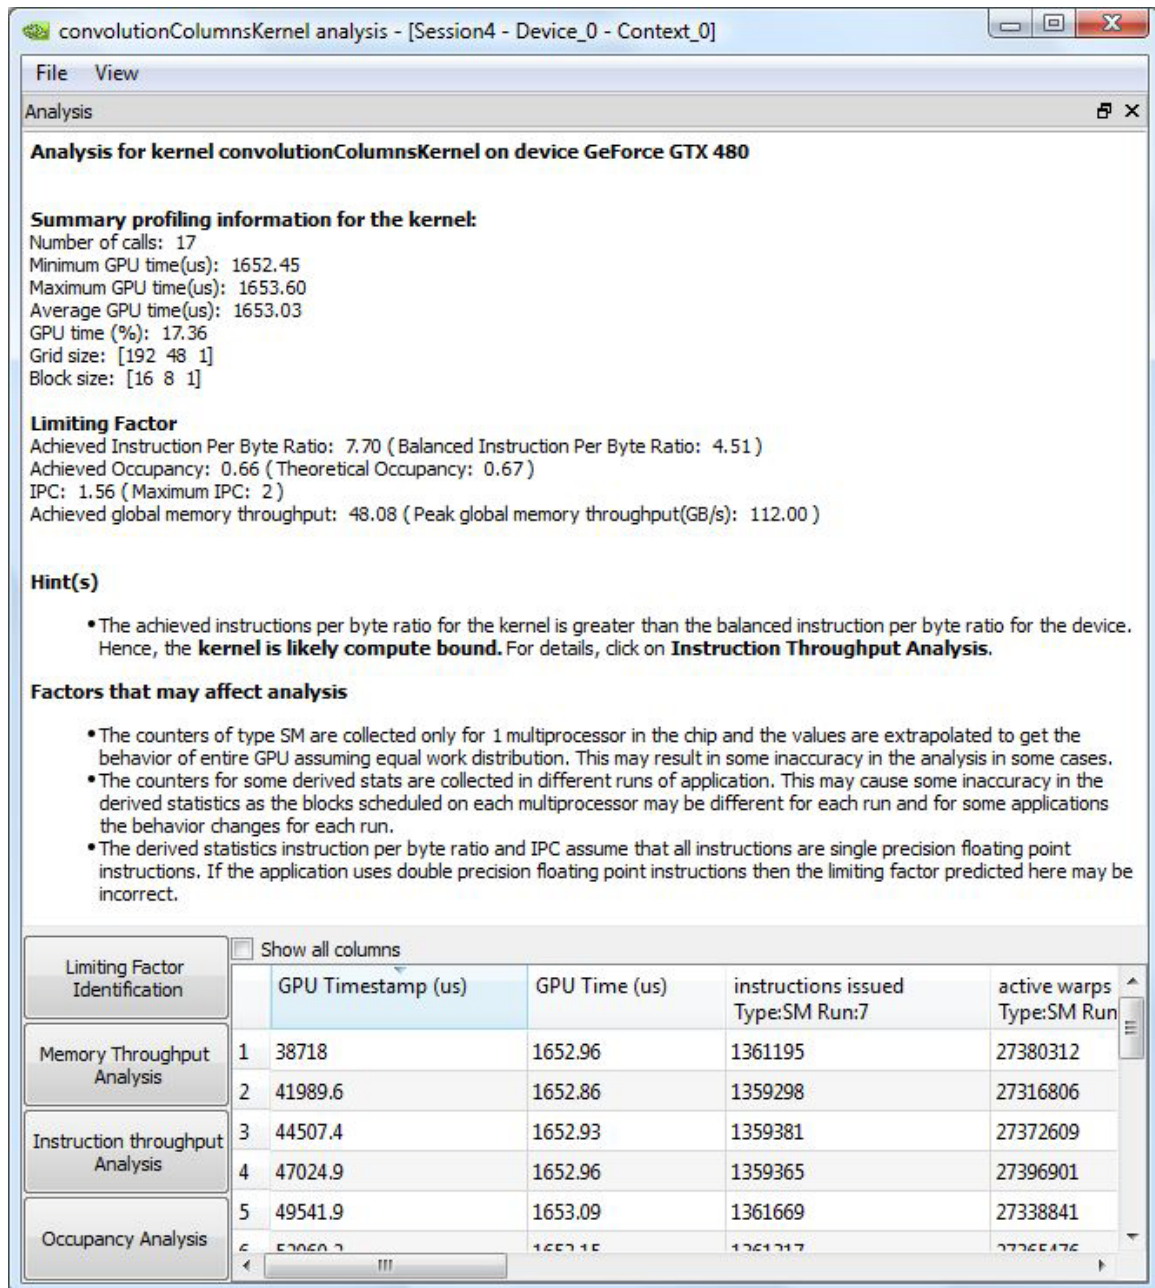 convolutionColumnsKernel analysis - [Session4 - Device_0 - Context_0]
File View
Analysis
Analysis for kernel convolutionColumnsKernel on device GeForce GTX 480
Summary profiling information for the kernel:
Number of calls: 17
Minimum GPU time(us): 1652.45
Maximum GPU time(us): 1653.60
Average GPU time(us): 1653.03
GPU time (%): 17.36
Grid size: [192 48 1]
Block size: [16 8 1]
Limiting Factor
Achieved Instruction Per Byte Ratio: 7.70 ( Balanced Instruction Per Byte Ratio: 4.51 )
Achieved Occupancy: 0.66 ( Theoretical Occupancy: 0.67 )
IPC: 1.56 ( Maximum IPC: 2 )
Achieved global memory throughput: 48.08 ( Peak global memory throughput(GB/s): 112.00 )
Hint(s)
• The achieved instructions per byte ratio for the kernel is greater than the balanced instruction per byte ratio for the device.
Hence, the kernel is likely compute bound. For details, click on Instruction Throughput Analysis.
Factors that may affect analysis
• The counters of type SM are collected only for 1 multiprocessor in the chip and the values are extrapolated to get the
behavior of entire GPU assuming equal work distribution. This may result in some inaccuracy in the analysis in some cases.
• The counters for some derived stats are collected in different runs of application. This may cause some inaccuracy in the
derived statistics as the blocks scheduled on each multiprocessor may be different for each run and for some applications
the behavior changes for each run.
• The derived statistics instruction per byte ratio and IPC assume that all instructions are single precision floating point
instructions. If the application uses double precision floating point instructions then the limiting factor predicted here may be
incorrect.
Limiting Factor
Identification
Memory Throughput
Analysis
Instruction throughput
Analysis
Occupancy Analysis
Show all columns
GPU Timestamp (us) GPU Time (us) instructions issued active warps
Type:SM Run:7 Type:SM Run
1 38718 1652.96 1361195 27380312
2 41989.6 1652.86 1359298 27316806
3 44507.4 1652.93 1359381 27372609
4 47024.9 1652.96 1359365 27396901
5 49541.9 1653.09 1361669 27338841